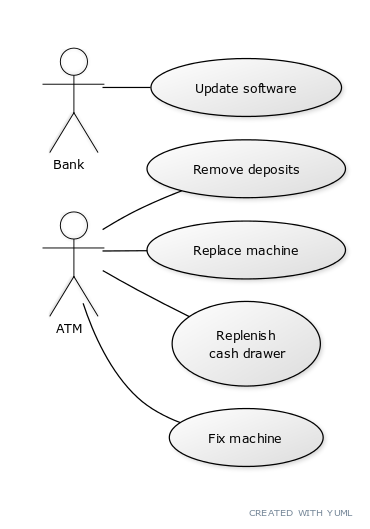 Update software
Bank
Remove deposits
Replace machine
ATM
Replenish
cash drawer
Fix machine
CREATED WITH YUML